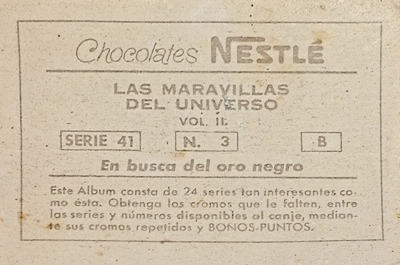 Chocolates NESTLÉ
LAS MARAVILLAS
DEL UNIVERSO
VOL. II.
SERIE 41 N. 3 B
En busca del oro negro
Este Album consta de 24 series tan interesantes co-
mo ésta. Obtenga los cromos que le falten, entre
las series y números disponibles al canje, median-
te sus cromos repetidos y BONOS-PUNTOS.